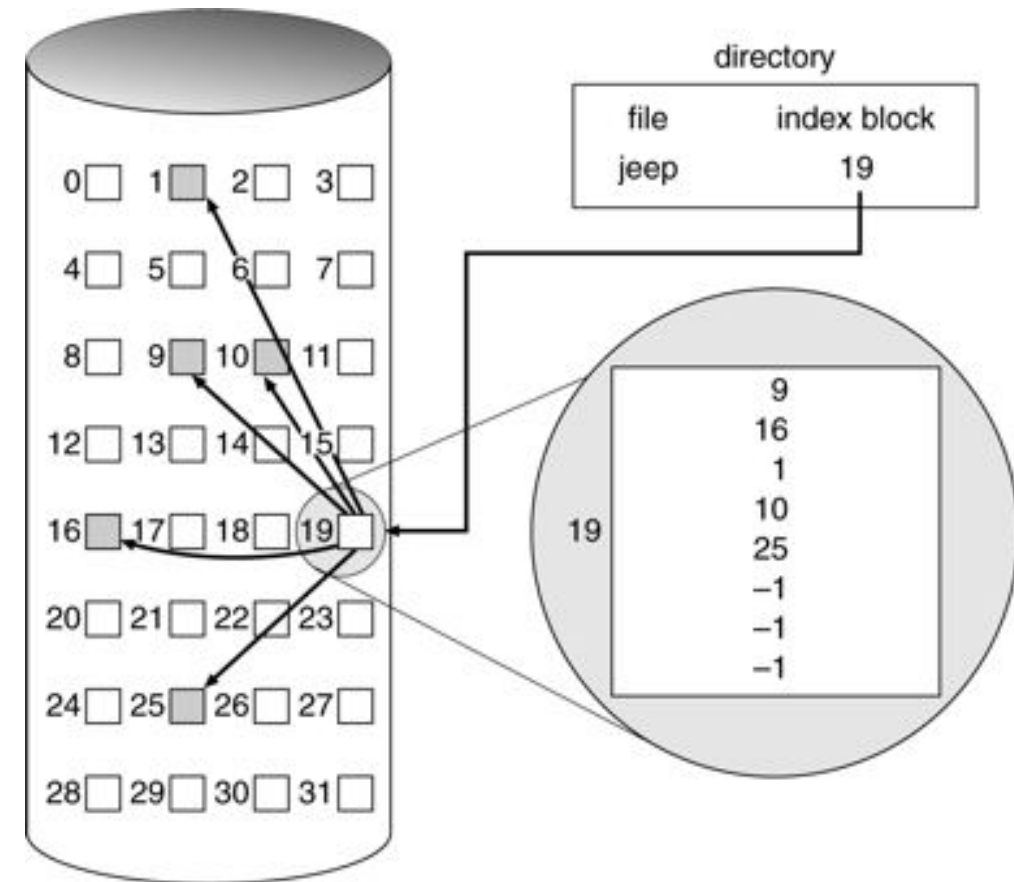 directory
file index block
jeep 19
0 1 2 3
4 5 6 7
8 9 10 11
12 13 14 15
16 17 18 19
20 21 22 23
24 25 26 27
28 29 30 31
19
9
16
1
10
25
–1
–1
–1